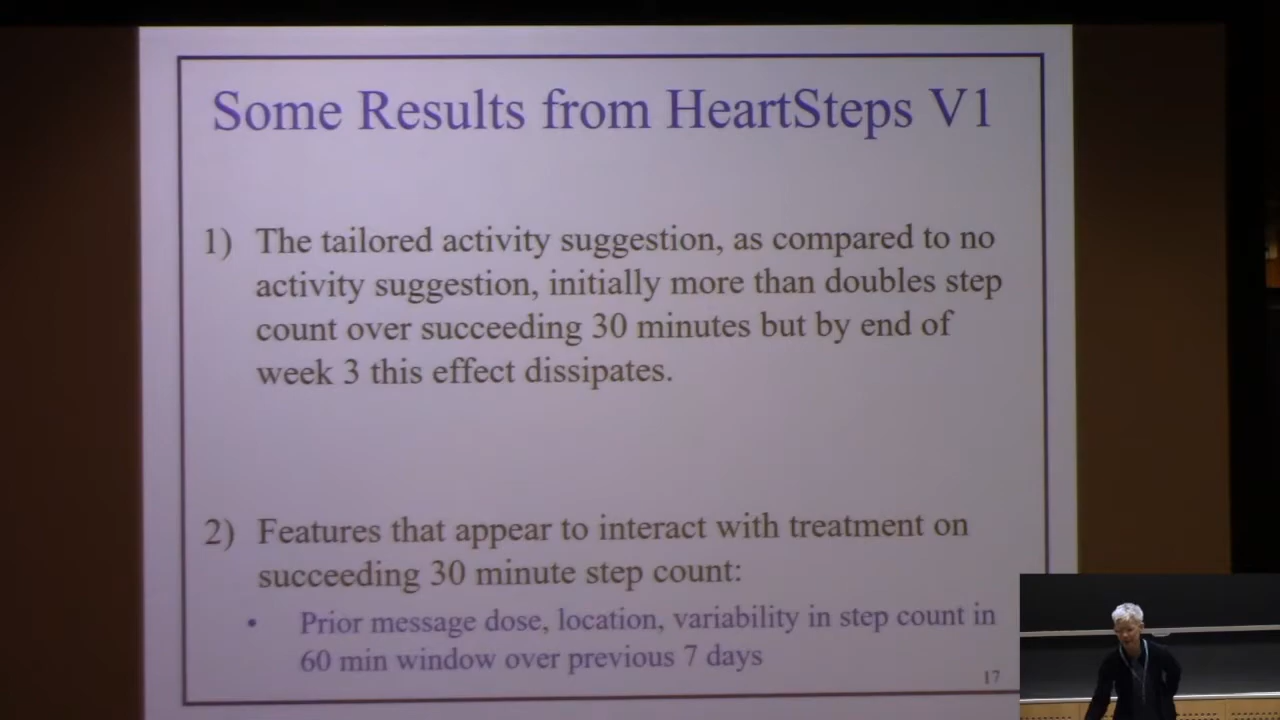 Some Results from HeartSteps V1
1) The tailored activity suggestion, as compared to no
activity suggestion, initially more than doubles step
count over succeeding 30 minutes but by end of
week 3 this effect dissipates.
2) Features that appear to interact with treatment on
succeeding 30 minute step count:
• Prior message dose, location, variability in step count in
60 min window over previous 7 days
17